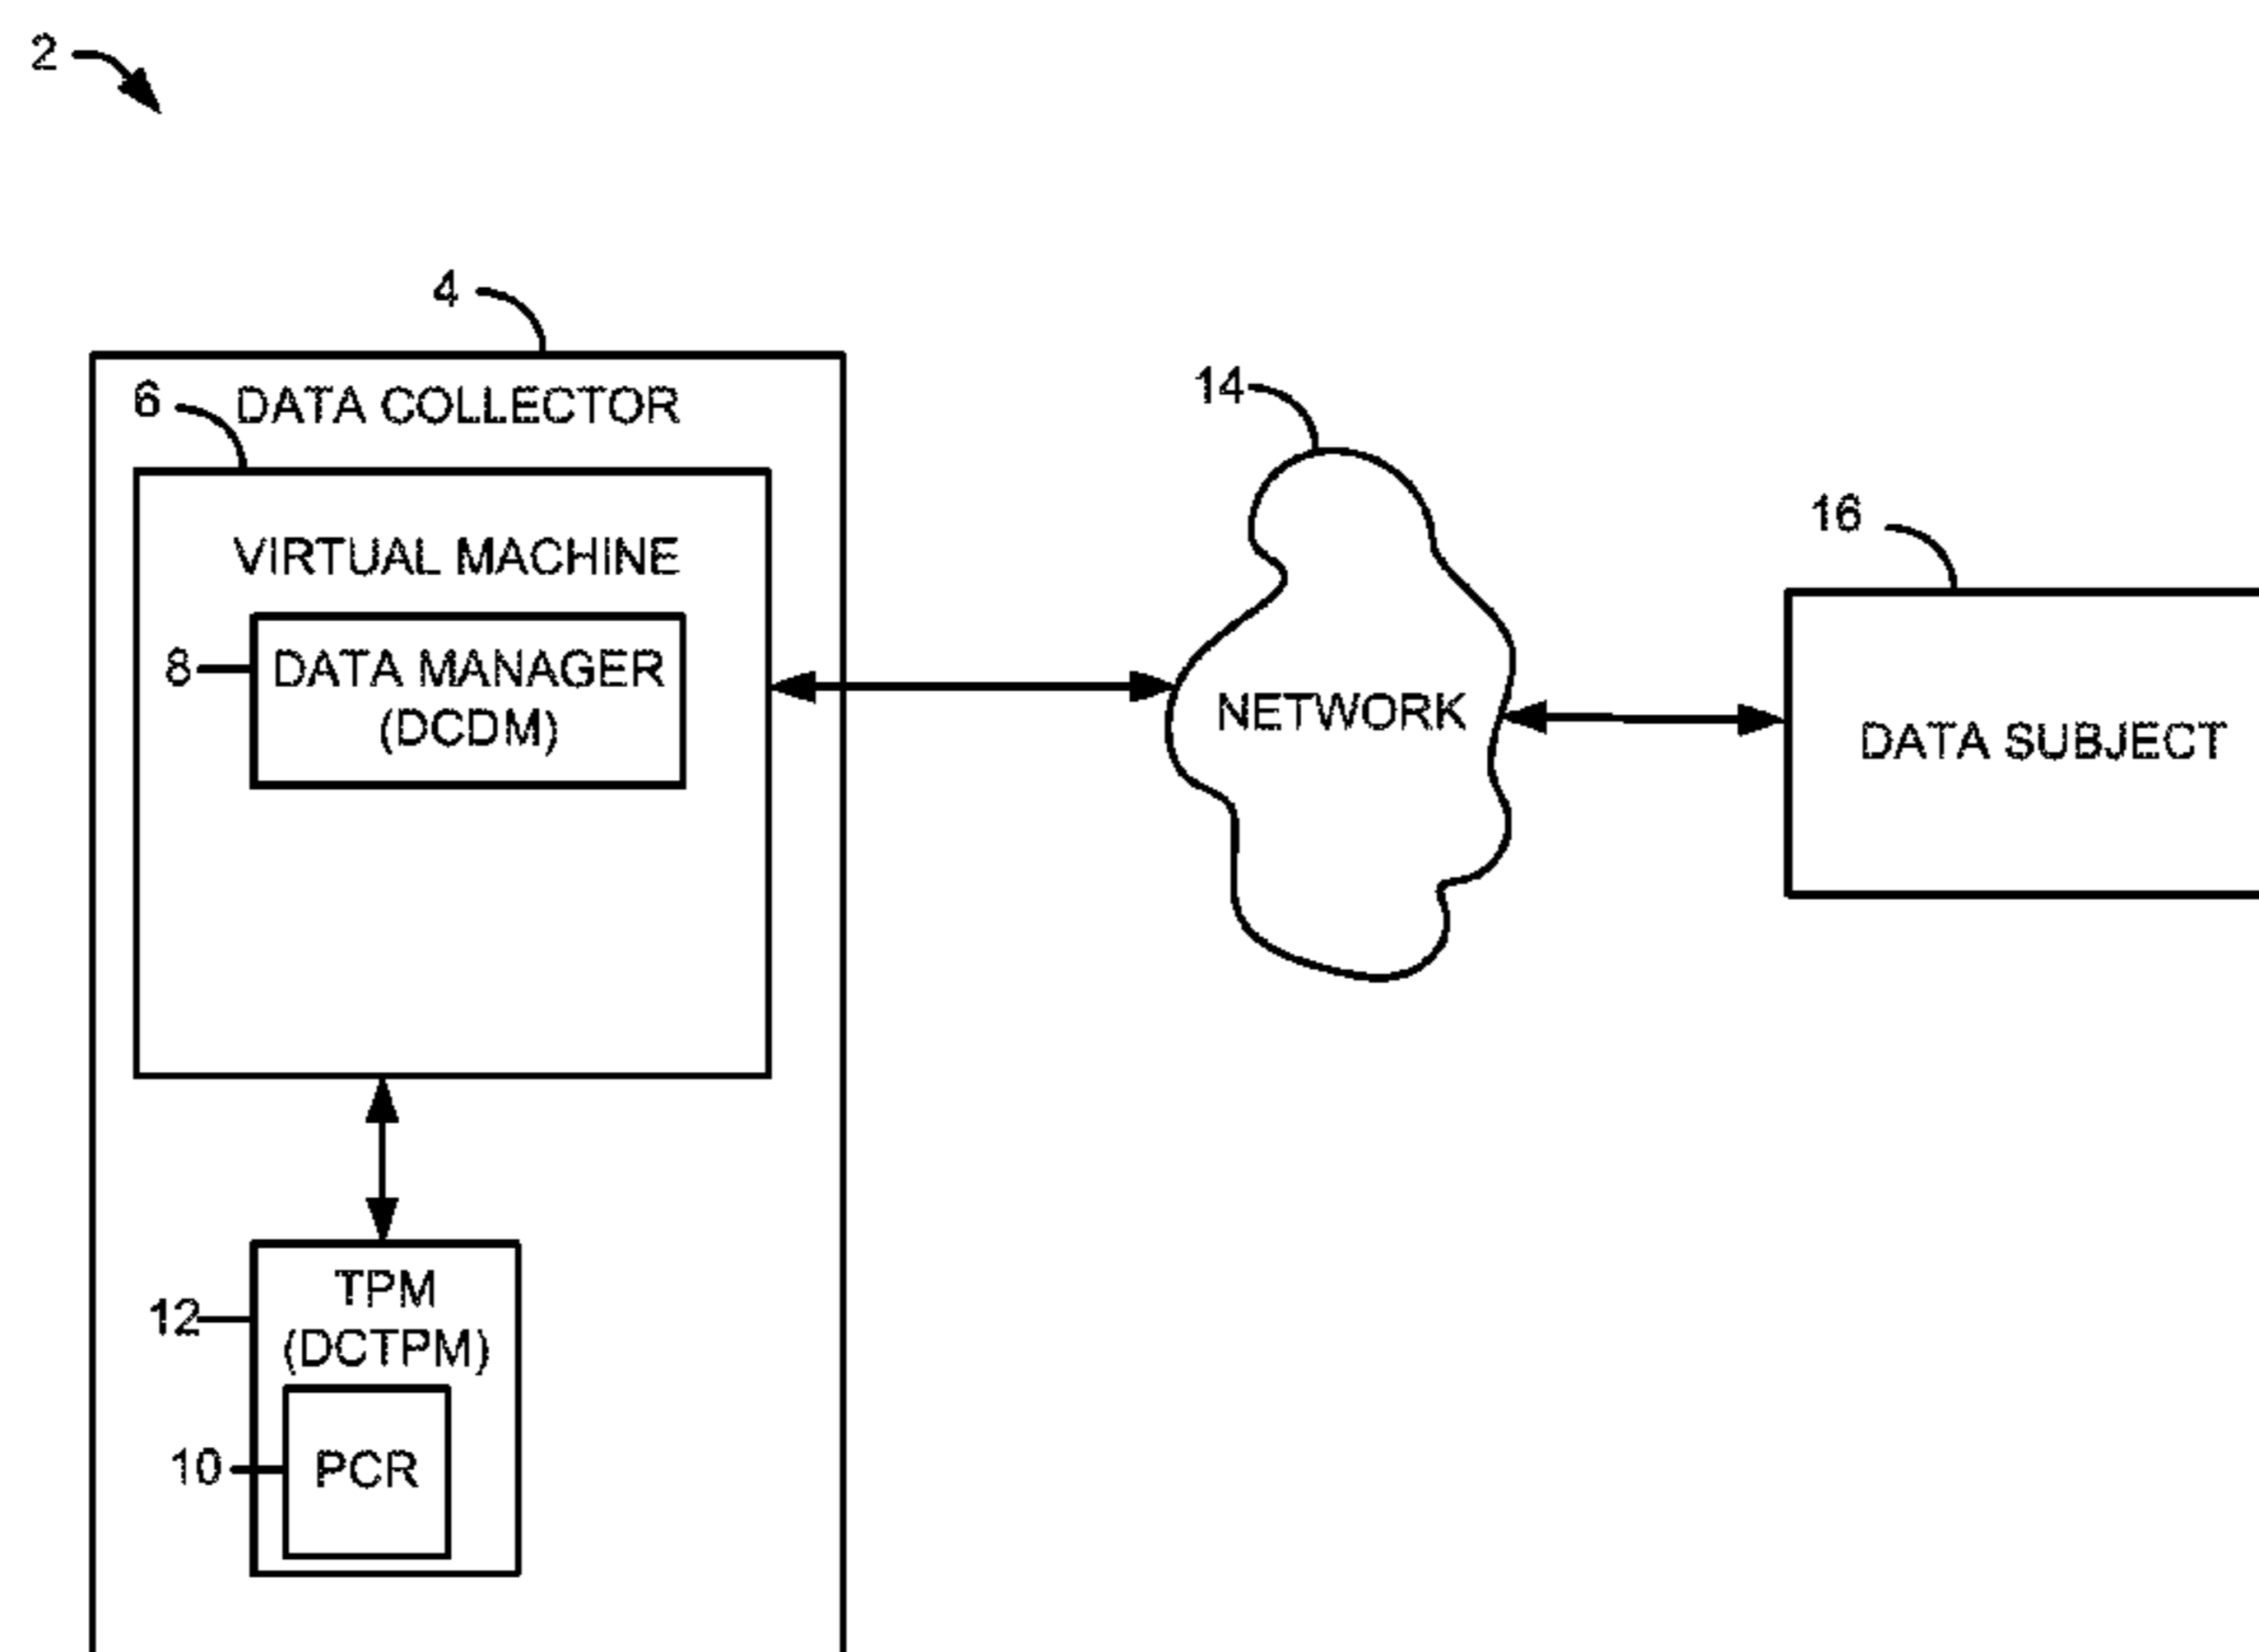 2
4
6
DATA COLLECTOR
VIRTUAL MACHINE
8
DATA MANAGER
(DCDM)
TPM
12
(DCTPM)
10
PCR
14
NETWORK
16
DATA SUBJECT